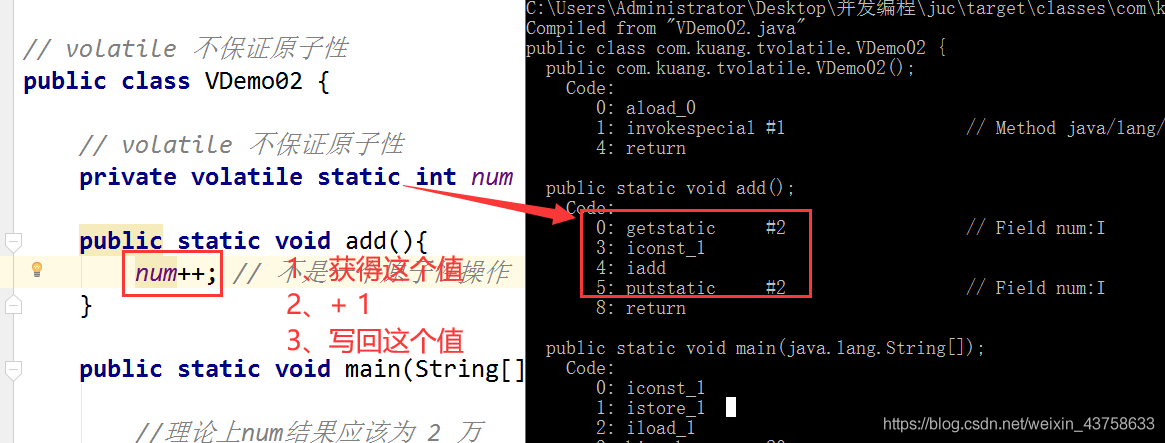 // volatile 不保证原子性
public class VDemo02 {
// volatile 不保证原子性
private volatile static int num
public static void add(){
num++; // 不是一个原子性操作
1、获得这个值
2、+ 1
3、写回这个值
}
public static void main(String[]
//理论上num结果应该为 2 万
C:\Users\Administrator\Desktop\并发编程\juc\target\classes\com\k
Compiled from "VDemo02.java"
public class com.kuang.tvolatile.VDemo02 {
public com.kuang.tvolatile.VDemo02();
Code:
0: aload_0
1: invokespecial #1 // Method java/lang/
4: return
public static void add();
Code:
0: getstatic #2 // Field num:I
3: iconst_1
4: iadd
5: putstatic #2 // Field num:I
8: return
public static void main(java.lang.String[]);
Code:
0: iconst_1
1: istore_1
2: iload_1
https://blog.csdn.net/weixin_43758633